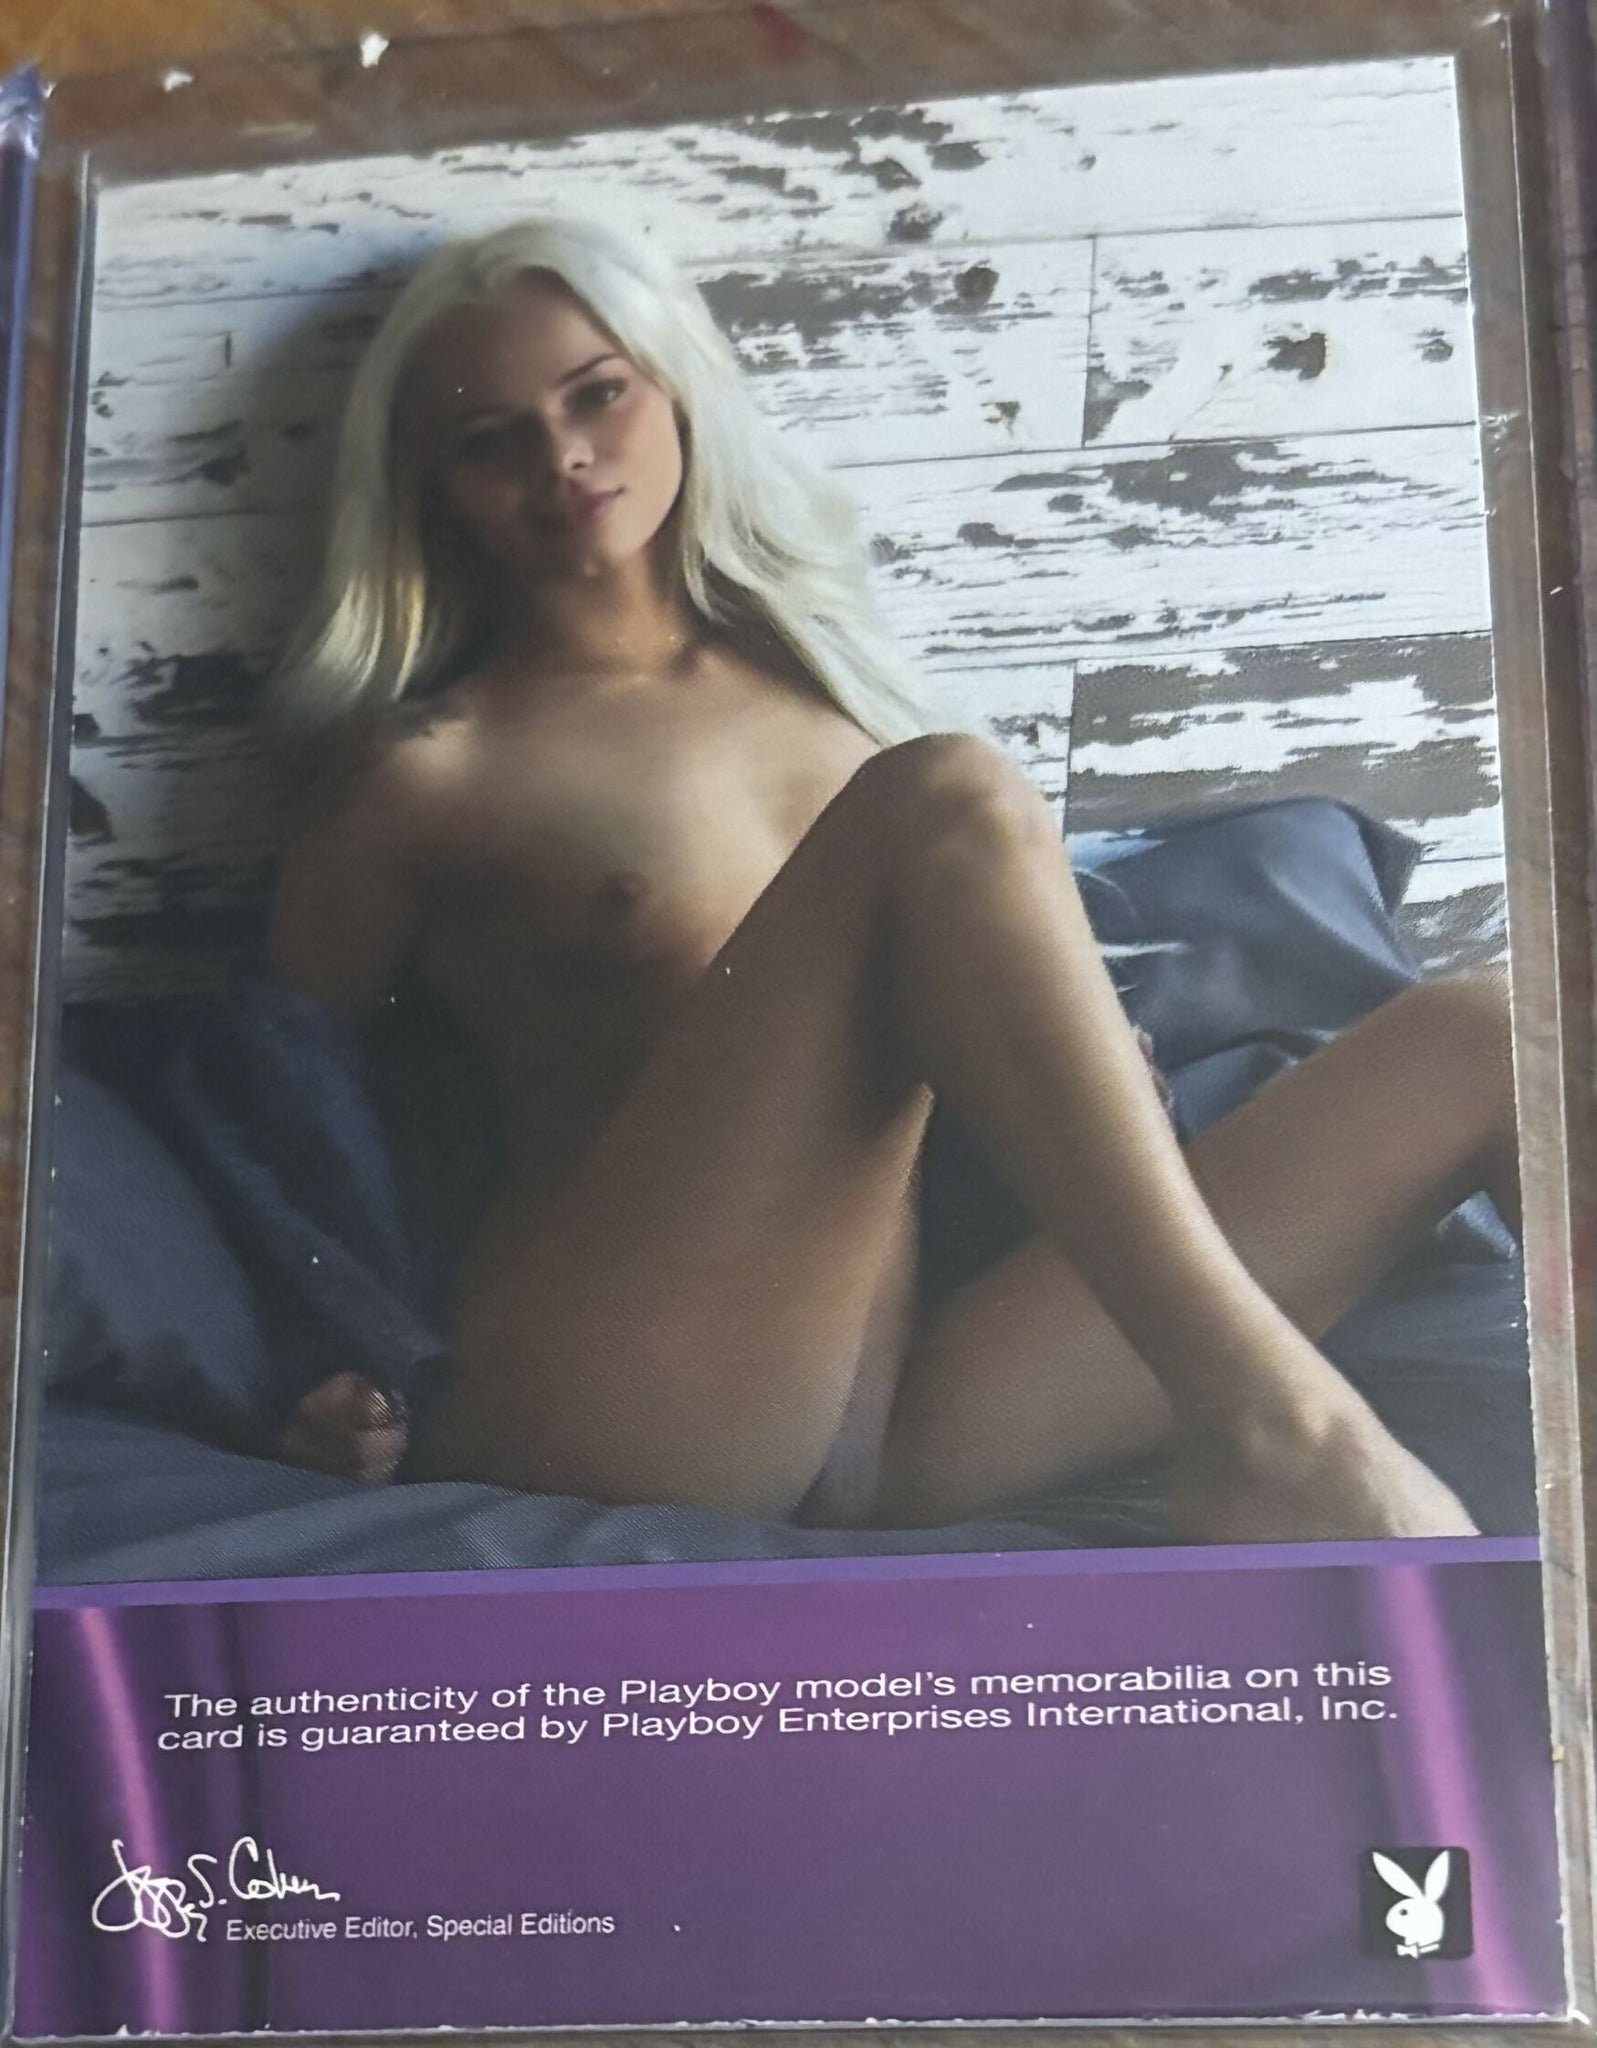 The authenticity of the Playboy model's memorabilia on this
card is guaranteed by Playboy Enterprises International, Inc.
S. Cohen
Executive Editor, Special Editions